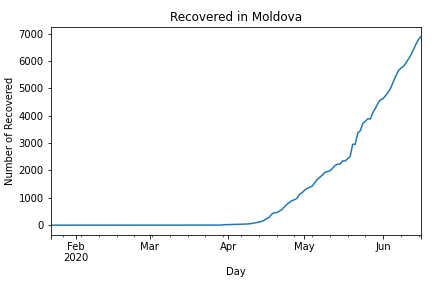 Recovered in Moldova
Number of Recovered
7000
6000
5000
4000
3000
2000
1000
0
Feb
2020
Mar
Apr
May
Jun
Day